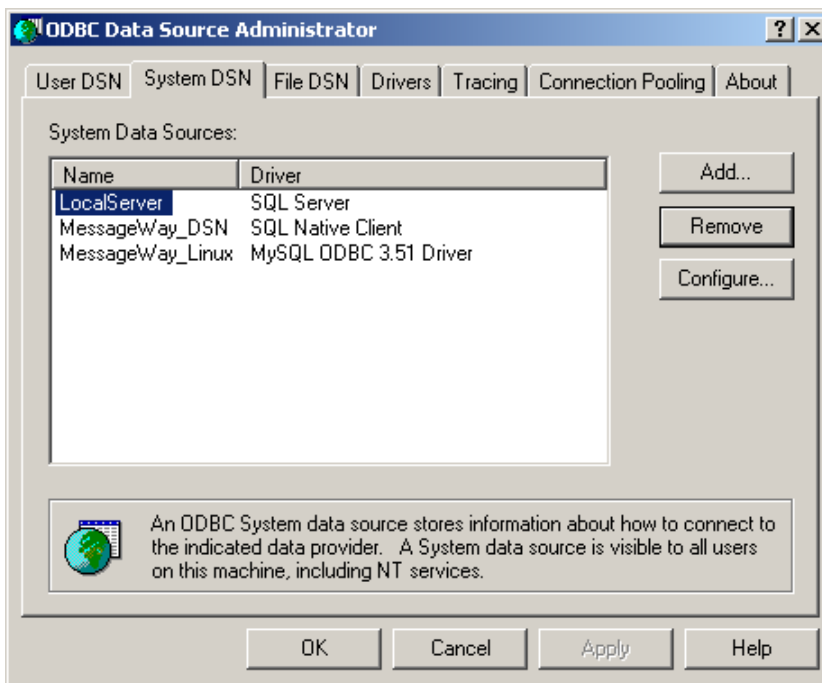 ODBC Data Source Administrator
User DSN System DSN File DSN Drivers Tracing Connection Pooling About
System Data Sources:
Name Driver
LocalServer SQL Server
MessageWay_DSN SQL Native Client
MessageWay_Linux MySQL ODBC 3.51 Driver
Add...
Remove
Configure...
An ODBC System data source stores information about how to connect to
the indicated data provider. A System data source is visible to all users
on this machine, including NT services.
OK Cancel Apply Help